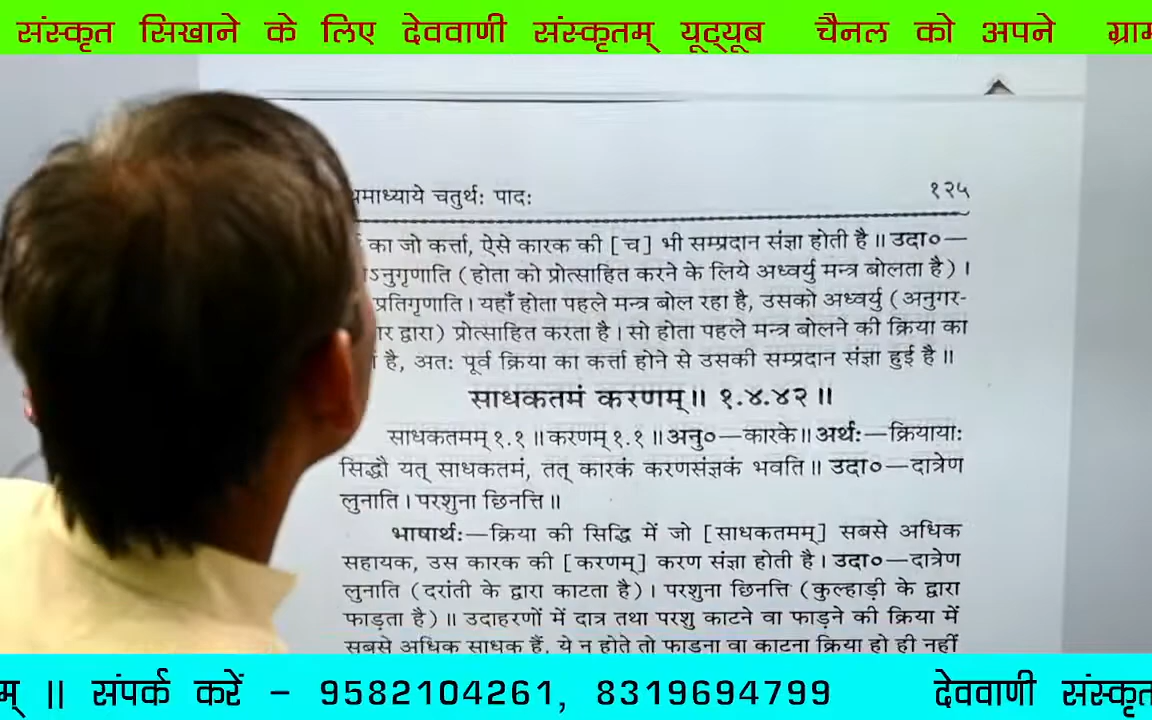 संस्कृत सिखाने के लिए देववाणी संस्कृतम् यूट्यूब चैनल को अपने
चतुर्थः पादः १२५
का जो कर्त्ता, ऐसे कारक की [च] भी सम्प्रदान संज्ञा होती है॥ उदा०—
(होता को प्रोत्साहित करने के लिये अध्वर्यु मन्त्र बोलता है)।
प्रतिगृणाति। यहाँ होता पहले मन्त्र बोल रहा है, उसको अध्वर्यु (अनुगर-
द्वारा) प्रोत्साहित करता है। सो होता पहले मन्त्र बोलने की क्रिया का
है, अतः पूर्व क्रिया का कर्त्ता होने से उसकी सम्प्रदान संज्ञा हुई है॥
साधकतमं करणम्॥ १.४.४२॥
साधकतमम् १.१॥ करणम् १.१॥ अनु०—कारके॥ अर्थः—क्रियायाः
सिद्धौ यत् साधकतमं, तत् कारकं करणसंज्ञकं भवति॥ उदा०—दात्रेण
लुनाति। परशुना छिनत्ति॥
भाषार्थः—क्रिया की सिद्धि में जो [साधकतमम्] सबसे अधिक
सहायक, उस कारक की [करणम्] करण संज्ञा होती है। उदा०—दात्रेण
लुनाति (दरांती के द्वारा काटता है)। परशुना छिनत्ति (कुल्हाड़ी के द्वारा
फाड़ता है)॥ उदाहरणों में दात्र तथा परशु काटने वा फाड़ने की क्रिया में
सबसे अधिक साधक हैं, ये न होते तो फाड़ना वा काटना क्रिया हो ही नहीं
॥ संपर्क करें - 9582104261, 8319694799 देववाणी